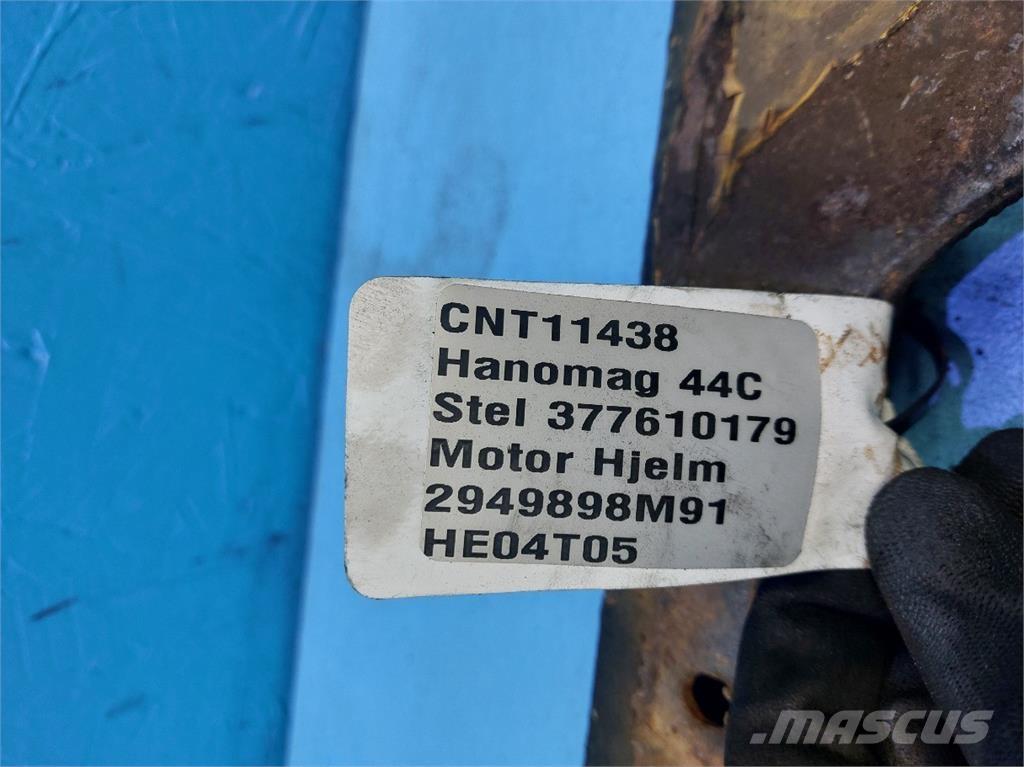 CNT11438
Hanomag 44C
Stel 377610179
Motor Hjelm
2949898M91
HE04T05
MASCUS